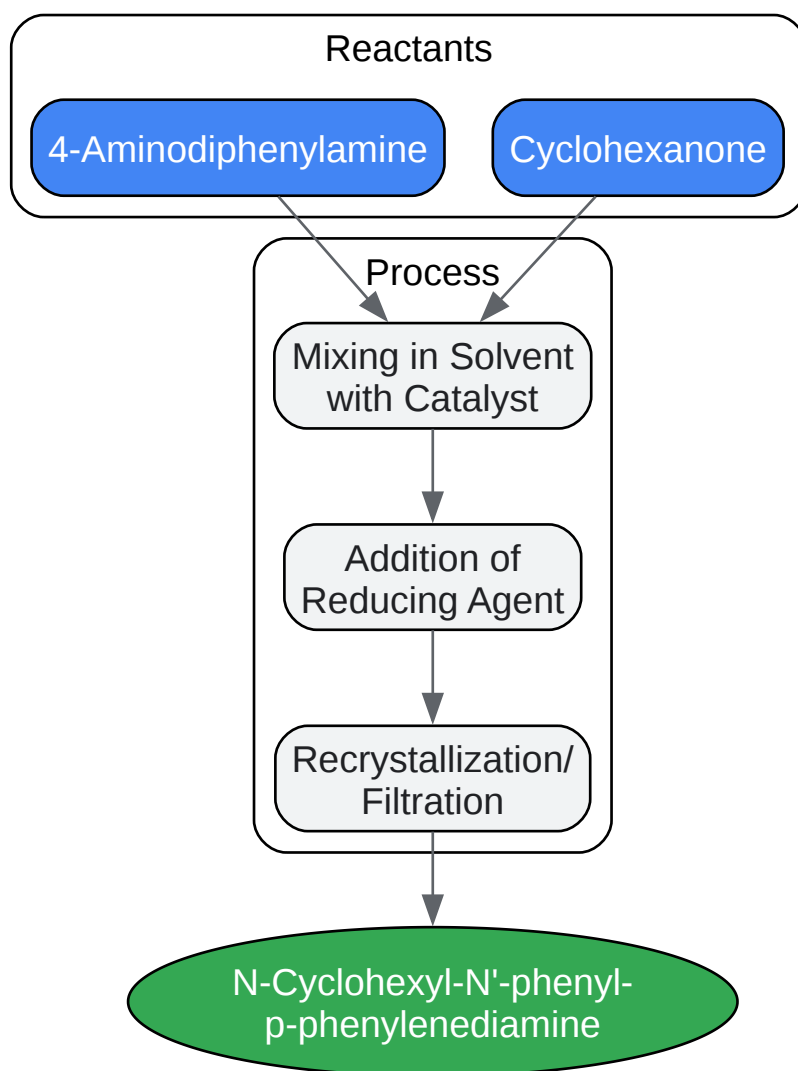 Reactants
4-Aminodiphenylamine
Cyclohexanone
Process
Mixing in Solvent
with Catalyst
Addition of
Reducing Agent
Recrystallization/
Filtration
N-Cyclohexyl-N'-phenyl-
p-phenylenediamine